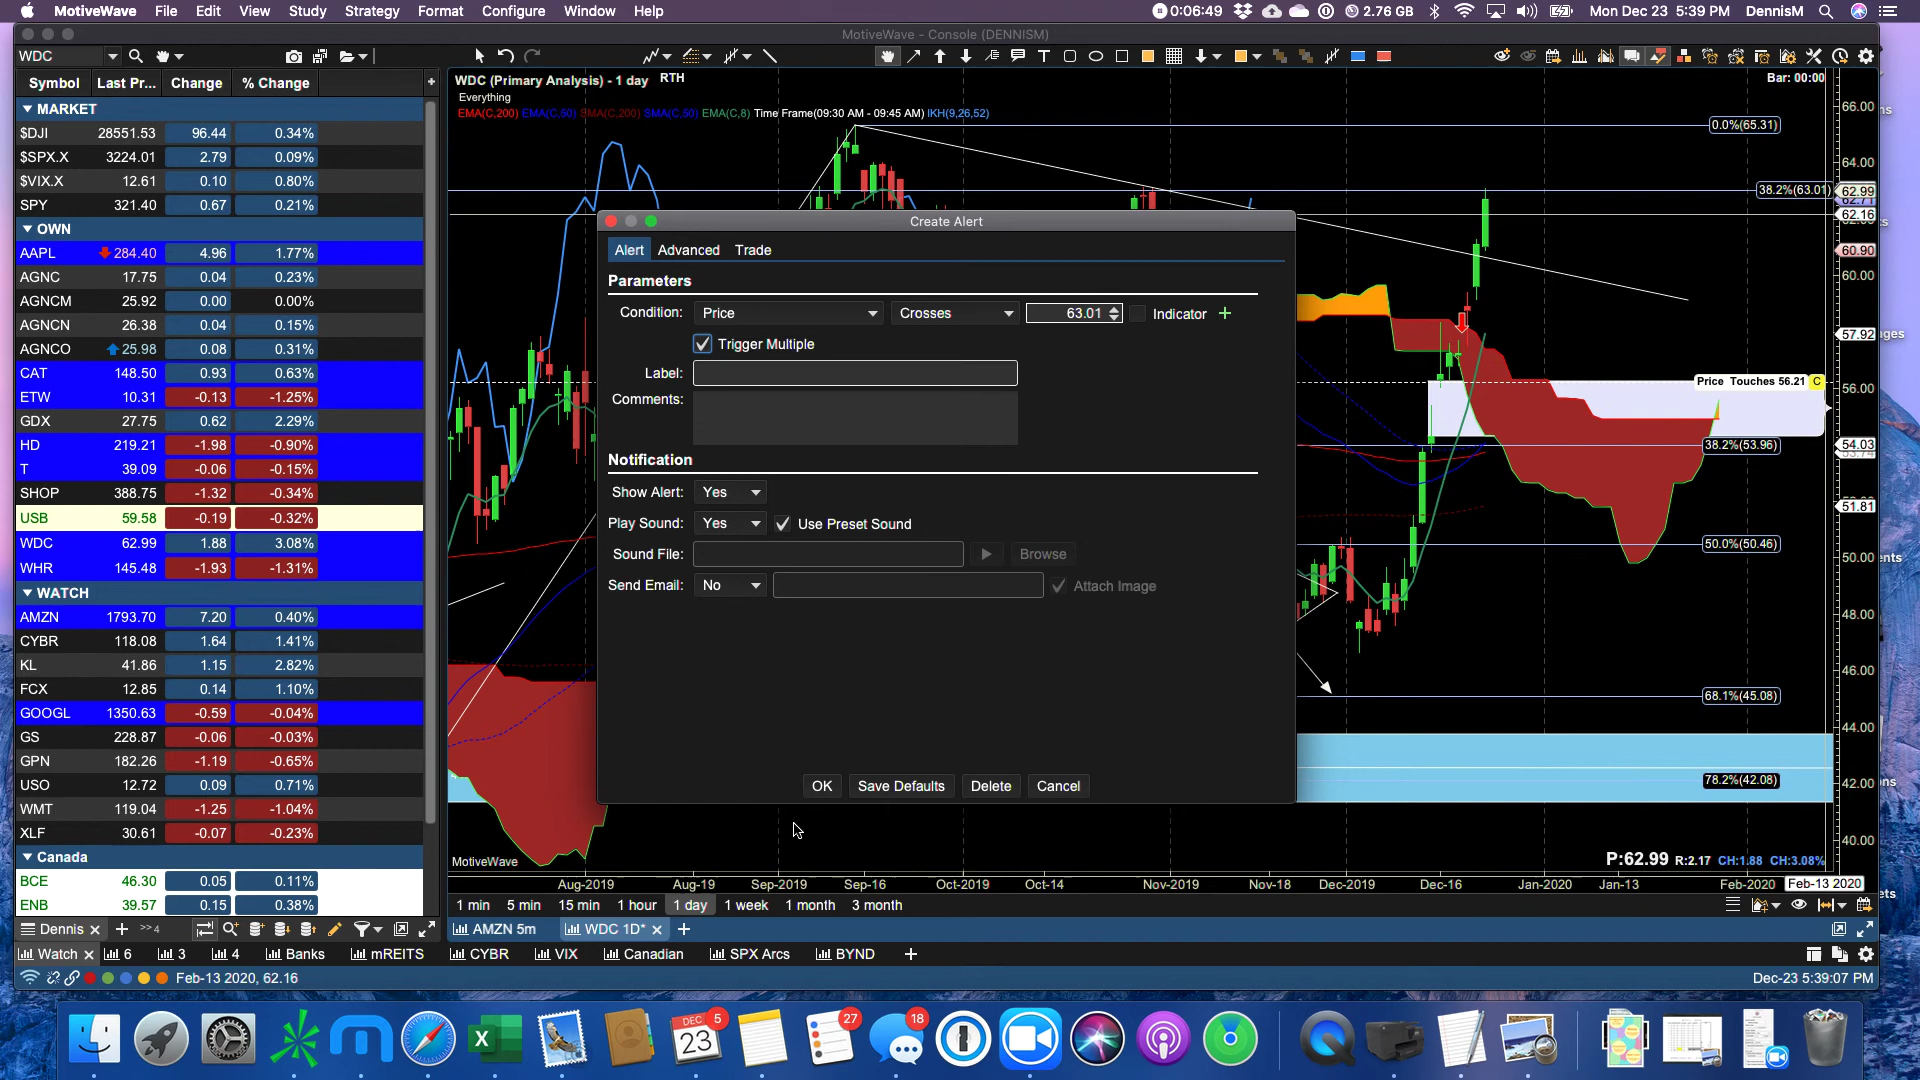 MotiveWave File Edit View Study Strategy Format Configure Window Help
0:06:49 2.76 GB Mon Dec 23 5:39 PM DennisM
MotiveWave - Console (DENNISM)
WDC
Symbol Last Pr... Change % Change
MARKET
$DJI 28551.53 96.44 0.34%
$SPX.X 3224.01 2.79 0.09%
$VIX.X 12.61 0.10 0.80%
SPY 321.40 0.67 0.21%
OWN
AAPL 284.40 4.96 1.77%
AGNC 17.75 0.04 0.23%
AGNCM 25.92 0.00 0.00%
AGNCN 26.38 0.04 0.15%
AGNCO 25.98 0.08 0.31%
CAT 148.50 0.93 0.63%
ETW 10.31 -0.13 -1.25%
GDX 27.75 0.62 2.29%
HD 219.21 -1.98 -0.90%
T 39.09 -0.06 -0.15%
SHOP 388.75 -1.32 -0.34%
USB 59.58 -0.19 -0.32%
WDC 62.99 1.88 3.08%
WHR 145.48 -1.93 -1.31%
WATCH
AMZN 1793.70 7.20 0.40%
CYBR 118.08 1.64 1.41%
KL 41.86 1.15 2.82%
FCX 12.85 0.14 1.10%
GOOGL 1350.63 -0.59 -0.04%
GS 228.87 -0.06 -0.03%
GPN 182.26 -1.19 -0.65%
USO 12.72 0.09 0.71%
WMT 119.04 -1.25 -1.04%
XLF 30.61 -0.07 -0.23%
Canada
BCE 46.30 0.05 0.11%
ENB 39.57 0.15 0.38%
Dennis >>4
WDC (Primary Analysis) - 1 day RTH
Bar: 00:00
Everything
EMA(C,200) EMA(C,50) SMA(C,200) SMA(C,50) EMA(C,8) Time Frame(09:30 AM - 09:45 AM) IKH(9,26,52)
0.0%(65.31)
38.2%(63.01)
Price Touches 56.21 C
38.2%(53.96)
50.0%(50.46)
68.1%(45.08)
78.2%(42.08)
66.00
64.00
62.99
62.16
60.90
60.00
57.92
56.00
54.03
51.81
50.00
48.00
46.00
44.00
42.00
40.00
Create Alert
Alert Advanced Trade
Parameters
Condition: Price Crosses 63.01 Indicator
Trigger Multiple
Label:
Comments:
Notification
Show Alert: Yes
Play Sound: Yes Use Preset Sound
Sound File: Browse
Send Email: No Attach Image
OK Save Defaults Delete Cancel
MotiveWave
P:62.99 R:2.17 CH:1.88 CH:3.08%
Aug-2019 Aug-19 Sep-2019 Sep-16 Oct-2019 Oct-14 Nov-2019 Nov-18 Dec-2019 Dec-16 Jan-2020 Jan-13 Feb-2020 Feb-13 2020
1 min 5 min 15 min 1 hour 1 day 1 week 1 month 3 month
AMZN 5m WDC 1D*
Watch 6 3 4 Banks mREITS CYBR VIX Canadian SPX Arcs BYND
Feb-13 2020, 62.16
Dec-23 5:39:07 PM
DEC 23 5
27
18